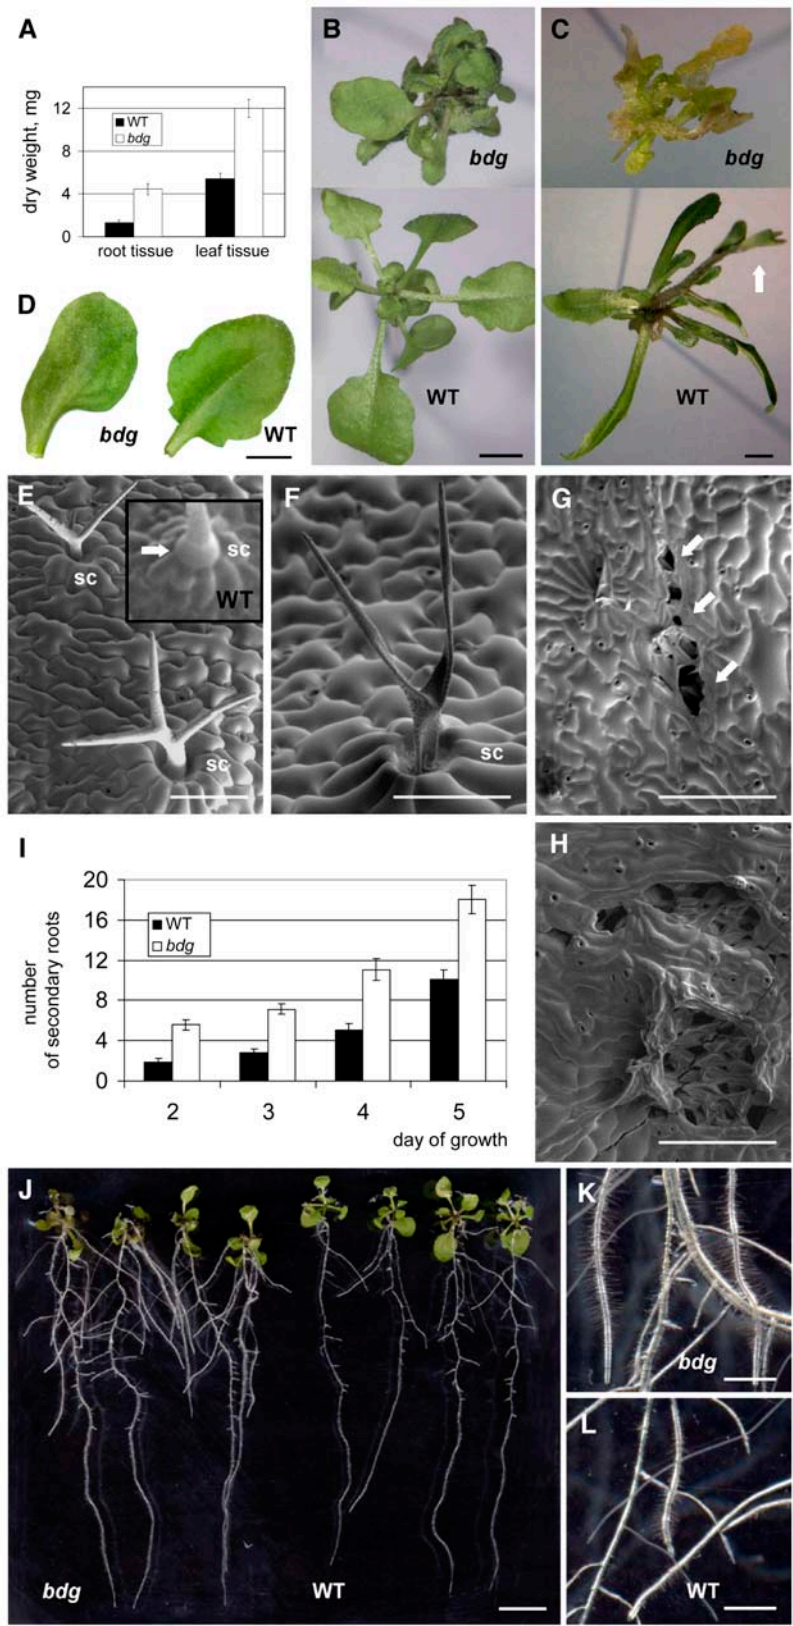 A
B
C
dry weight, mg
12
8
4
0
WT
bdg
root tissue
leaf tissue
bdg
bdg
D
bdg
WT
WT
WT
E
sc
sc
WT
sc
F
sc
G
I
H
number
of secondary roots
20
16
12
8
4
0
WT
bdg
2
3
4
5
day of growth
J
K
bdg
L
bdg
WT
WT